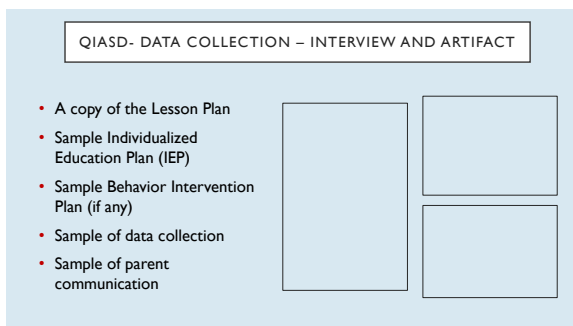 QIASD- DATA COLLECTION – INTERVIEW AND ARTIFACT
• A copy of the Lesson Plan
• Sample Individualized
Education Plan (IEP)
• Sample Behavior Intervention
Plan (if any)
• Sample of data collection
• Sample of parent
communication